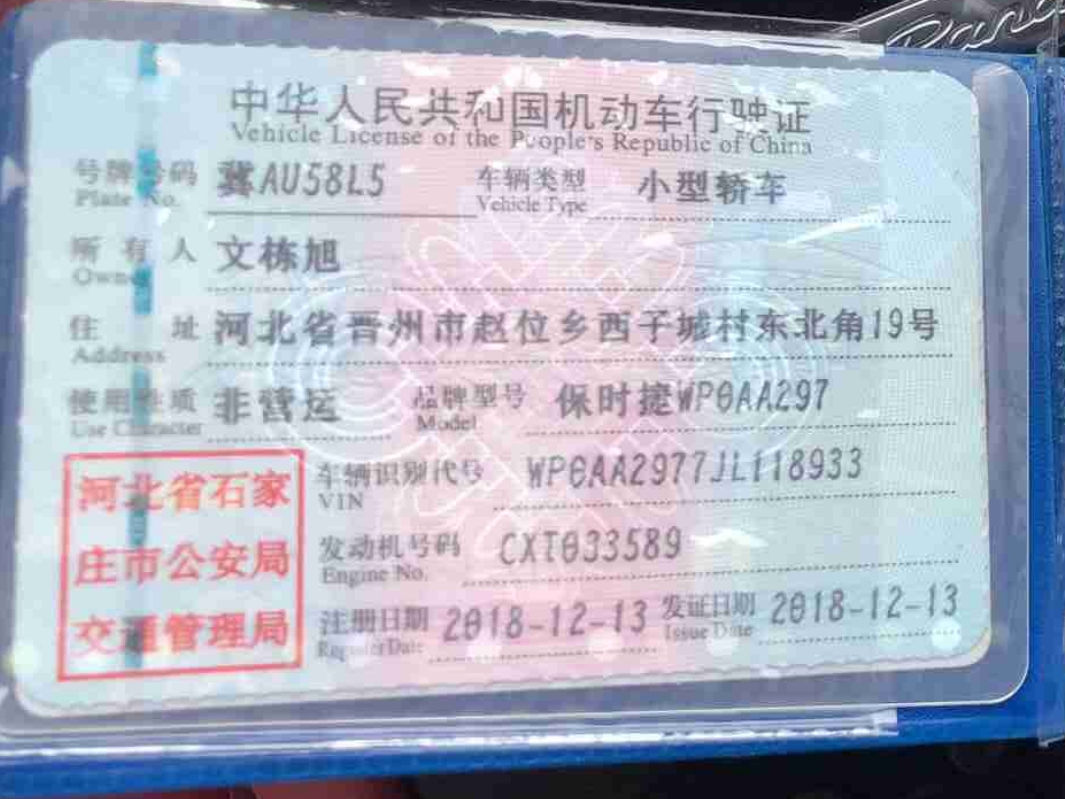 中华人民共和国机动车行驶证
Vehicle License of the People's Republic of China
号牌号码 冀AU58L5 车辆类型 小型轿车
Plate No. Vehicle Type
所有人 文栋旭
Owner
住址 河北省晋州市赵位乡西子城村东北角19号
Address
使用性质 非营运 品牌型号 保时捷WP0AA297
Use Character Model
车辆识别代号 WP0AA2977JL118933
VIN
发动机号码 CXT033589
Engine No.
注册日期 2018-12-13 发证日期 2018-12-13
Register Date Issue Date
河北省石家
庄市公安局
交通管理局